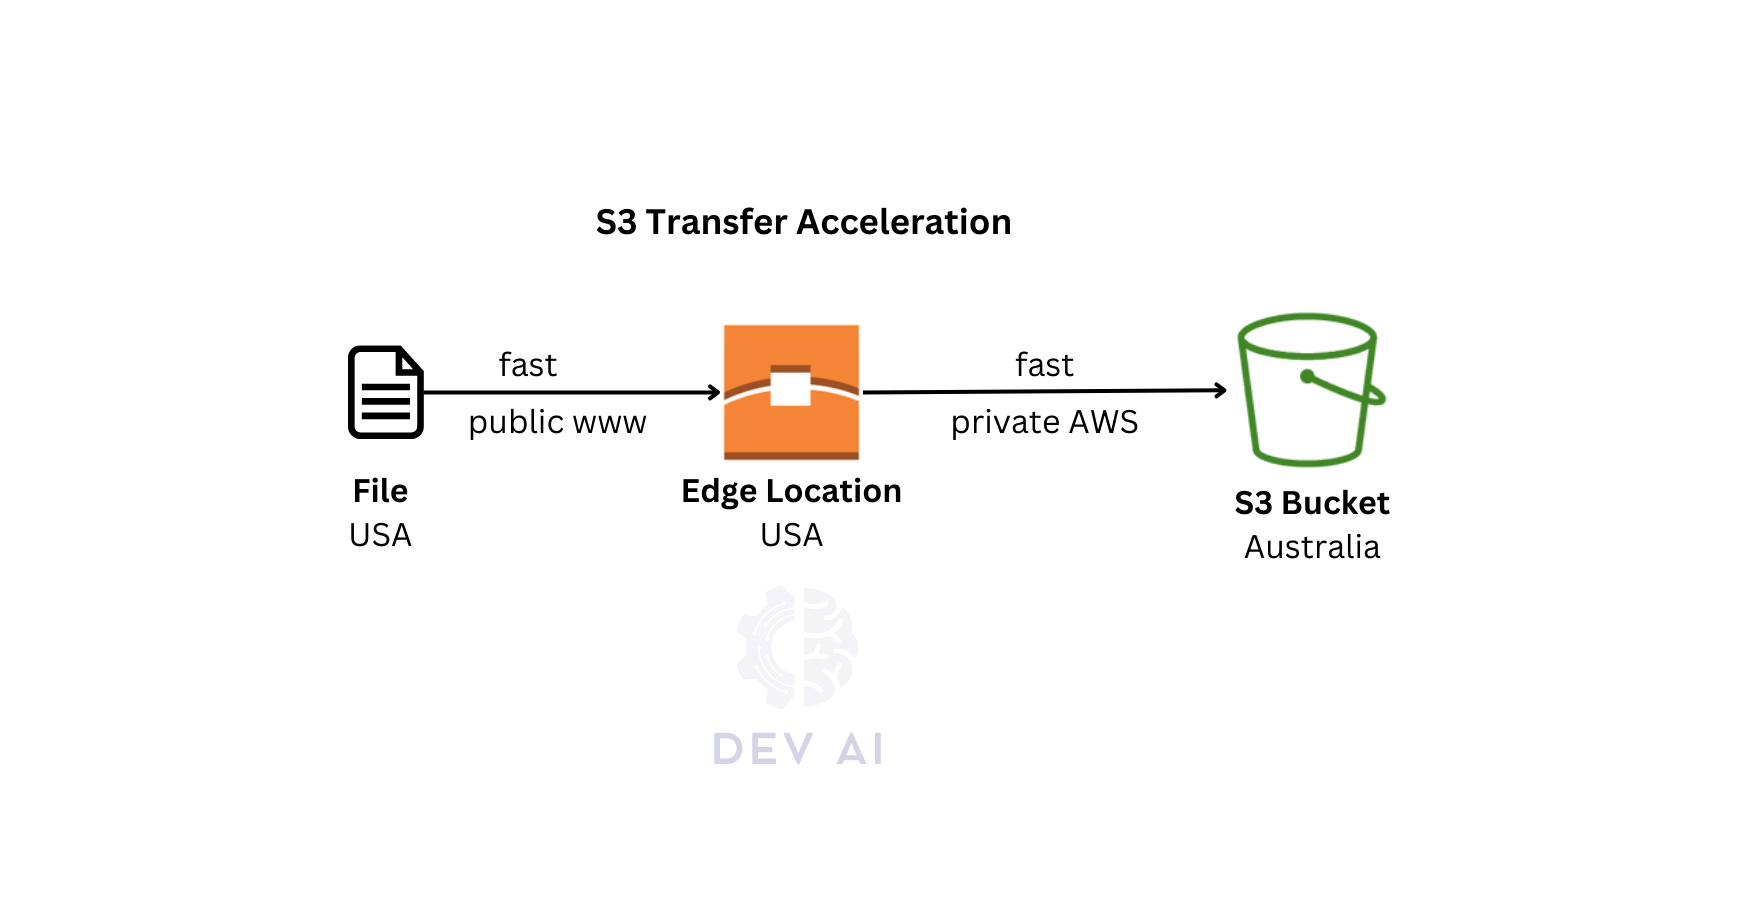 S3 Transfer Acceleration
fast
public www
fast
private AWS
File
USA
Edge Location
USA
S3 Bucket
Australia
DEV AI